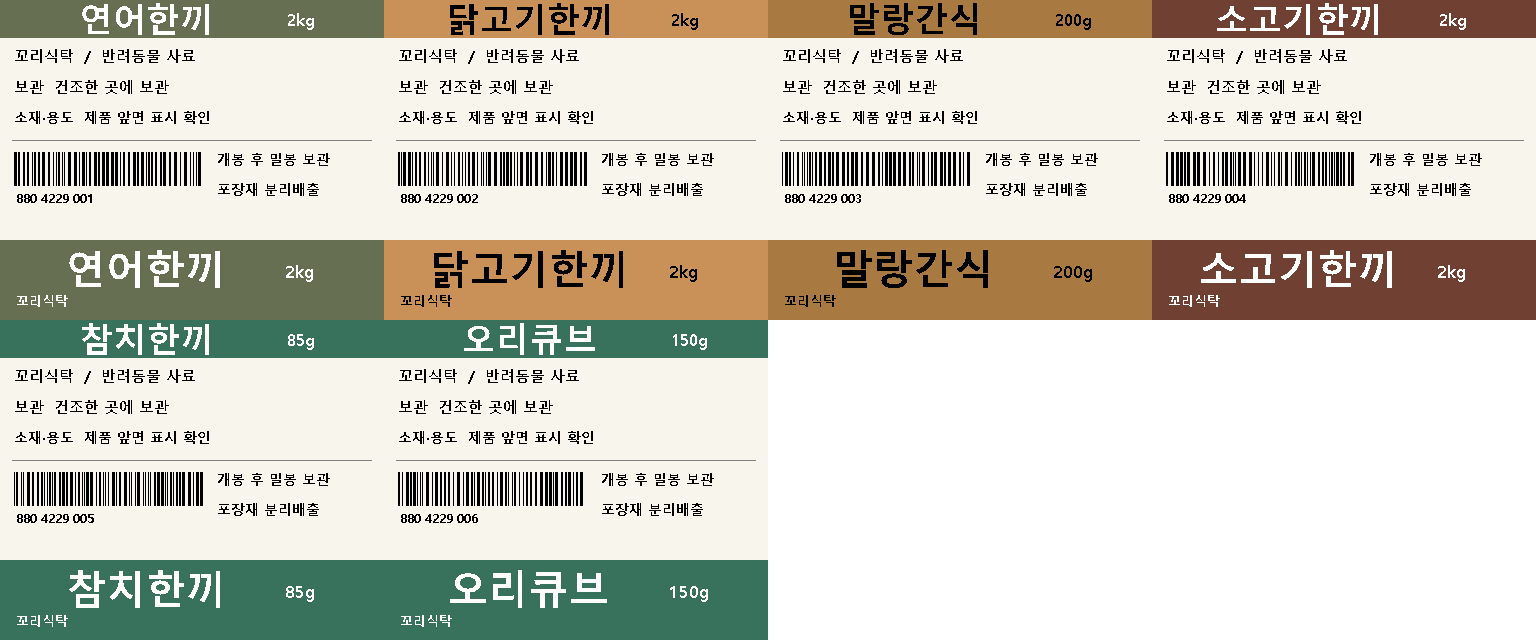 연어한끼 2kg
꼬리식탁 / 반려동물 사료
보관 건조한 곳에 보관
소재·용도 제품 앞면 표시 확인
개봉 후 밀봉 보관
포장재 분리배출
880 4229 001
연어한끼 2kg
꼬리식탁
닭고기한끼 2kg
꼬리식탁 / 반려동물 사료
보관 건조한 곳에 보관
소재·용도 제품 앞면 표시 확인
개봉 후 밀봉 보관
포장재 분리배출
880 4229 002
닭고기한끼 2kg
꼬리식탁
말랑간식 200g
꼬리식탁 / 반려동물 사료
보관 건조한 곳에 보관
소재·용도 제품 앞면 표시 확인
개봉 후 밀봉 보관
포장재 분리배출
880 4229 003
말랑간식 200g
꼬리식탁
소고기한끼 2kg
꼬리식탁 / 반려동물 사료
보관 건조한 곳에 보관
소재·용도 제품 앞면 표시 확인
개봉 후 밀봉 보관
포장재 분리배출
880 4229 004
소고기한끼 2kg
꼬리식탁
참치한끼 85g
꼬리식탁 / 반려동물 사료
보관 건조한 곳에 보관
소재·용도 제품 앞면 표시 확인
개봉 후 밀봉 보관
포장재 분리배출
880 4229 005
참치한끼 85g
꼬리식탁
오리큐브 150g
꼬리식탁 / 반려동물 사료
보관 건조한 곳에 보관
소재·용도 제품 앞면 표시 확인
개봉 후 밀봉 보관
포장재 분리배출
880 4229 006
오리큐브 150g
꼬리식탁